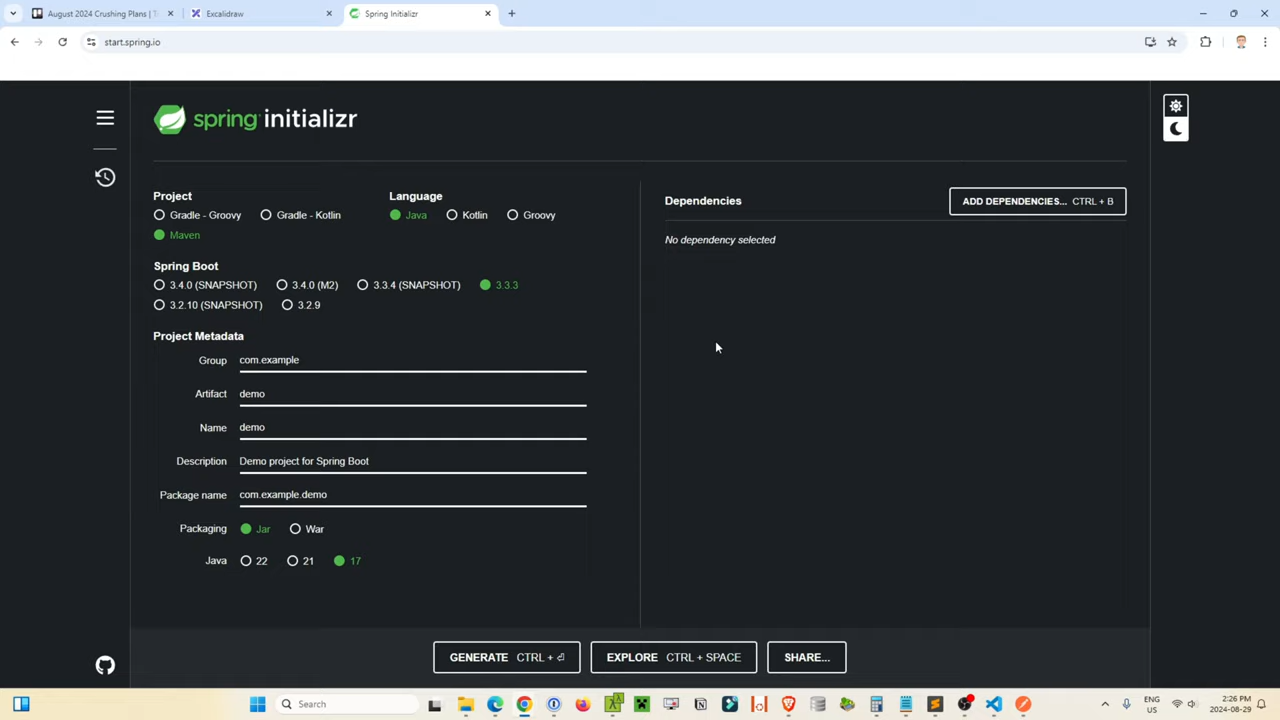 August 2024 Crushing Plans | T
Excalidraw
Spring Initializr
start.spring.io
spring initializr
Project
Language
Dependencies
ADD DEPENDENCIES... CTRL + B
Gradle - Groovy
Gradle - Kotlin
Java
Kotlin
Groovy
Maven
No dependency selected
Spring Boot
3.4.0 (SNAPSHOT)
3.4.0 (M2)
3.3.4 (SNAPSHOT)
3.3.3
3.2.10 (SNAPSHOT)
3.2.9
Project Metadata
Group com.example
Artifact demo
Name demo
Description Demo project for Spring Boot
Package name com.example.demo
Packaging Jar War
Java 22 21 17
GENERATE CTRL + ⏎
EXPLORE CTRL + SPACE
SHARE...
Search
ENG
US
2:26 PM
2024-08-29